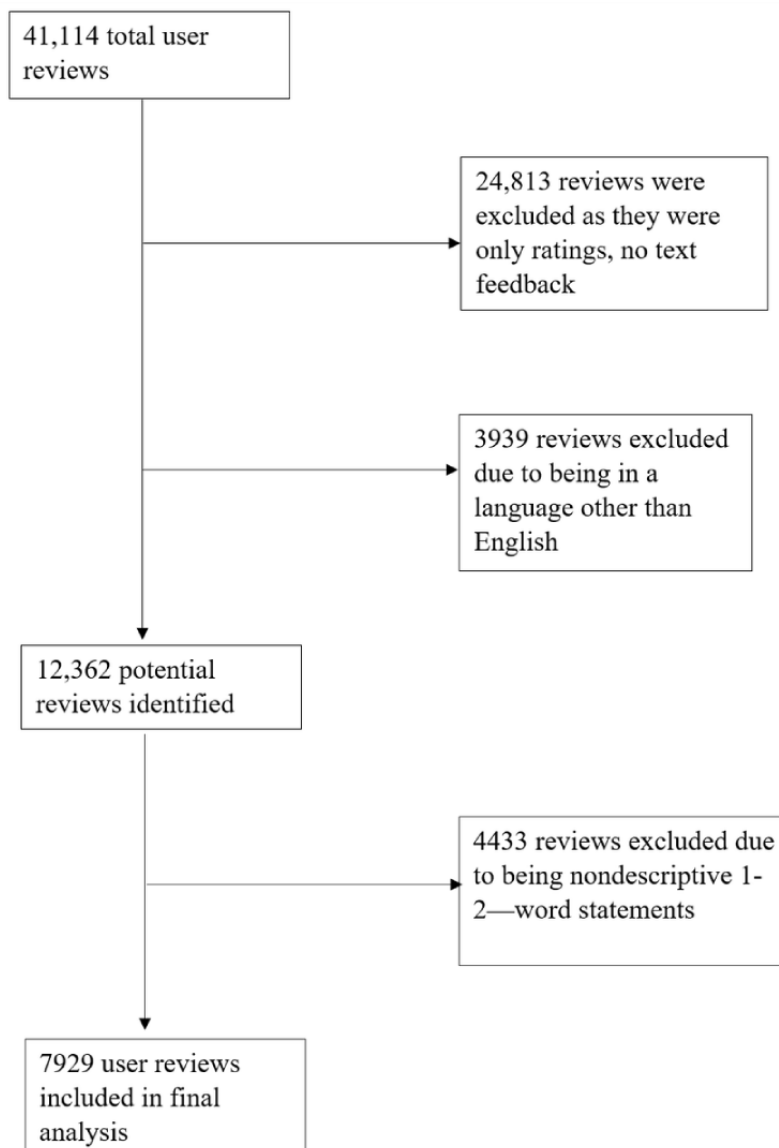 41,114 total user
reviews
24,813 reviews were
excluded as they were
only ratings, no text
feedback
3939 reviews excluded
due to being in a
language other than
English
12,362 potential
reviews identified
4433 reviews excluded due
to being nondescriptive 1-
2—word statements
7929 user reviews
included in final
analysis